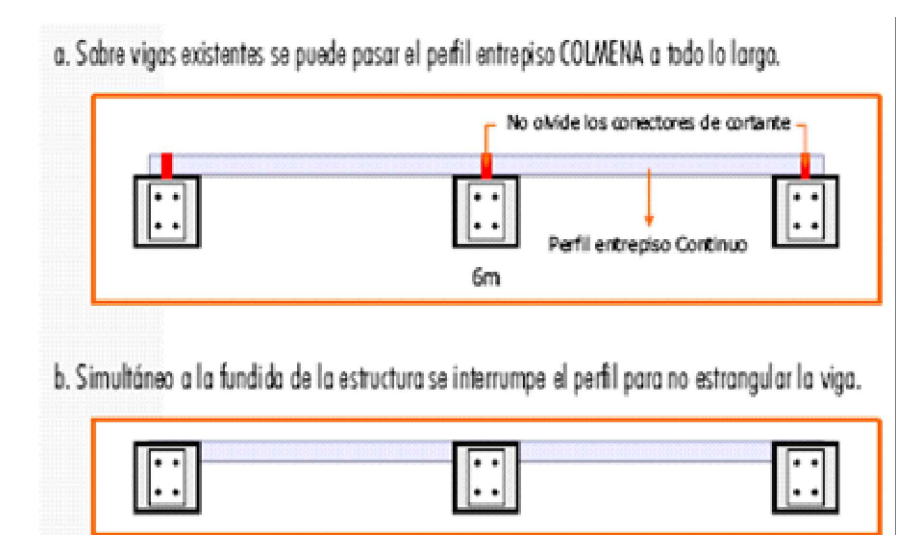 a. Sobre vigas existentes se puede pasar el perfil entrepiso COLMENA a todo lo largo.
No olvide los conectores de cortante
Perfil entrepiso Continuo
6m
b. Simultáneo a la fundida de la estructura se interrumpe el perfil para no estrangular la viga.